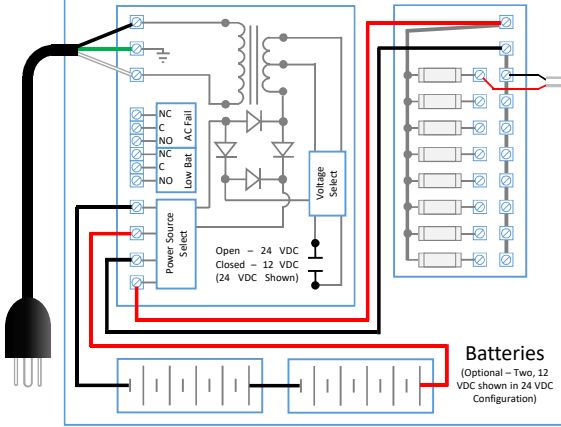 NC
C
NO
AC Fail
NC
C
NO
Low Bat
Power Source
Select
Voltage
Select
Open – 24 VDC
Closed – 12 VDC
(24 VDC Shown)
Batteries
(Optional – Two, 12
VDC shown in 24 VDC
Configuration)